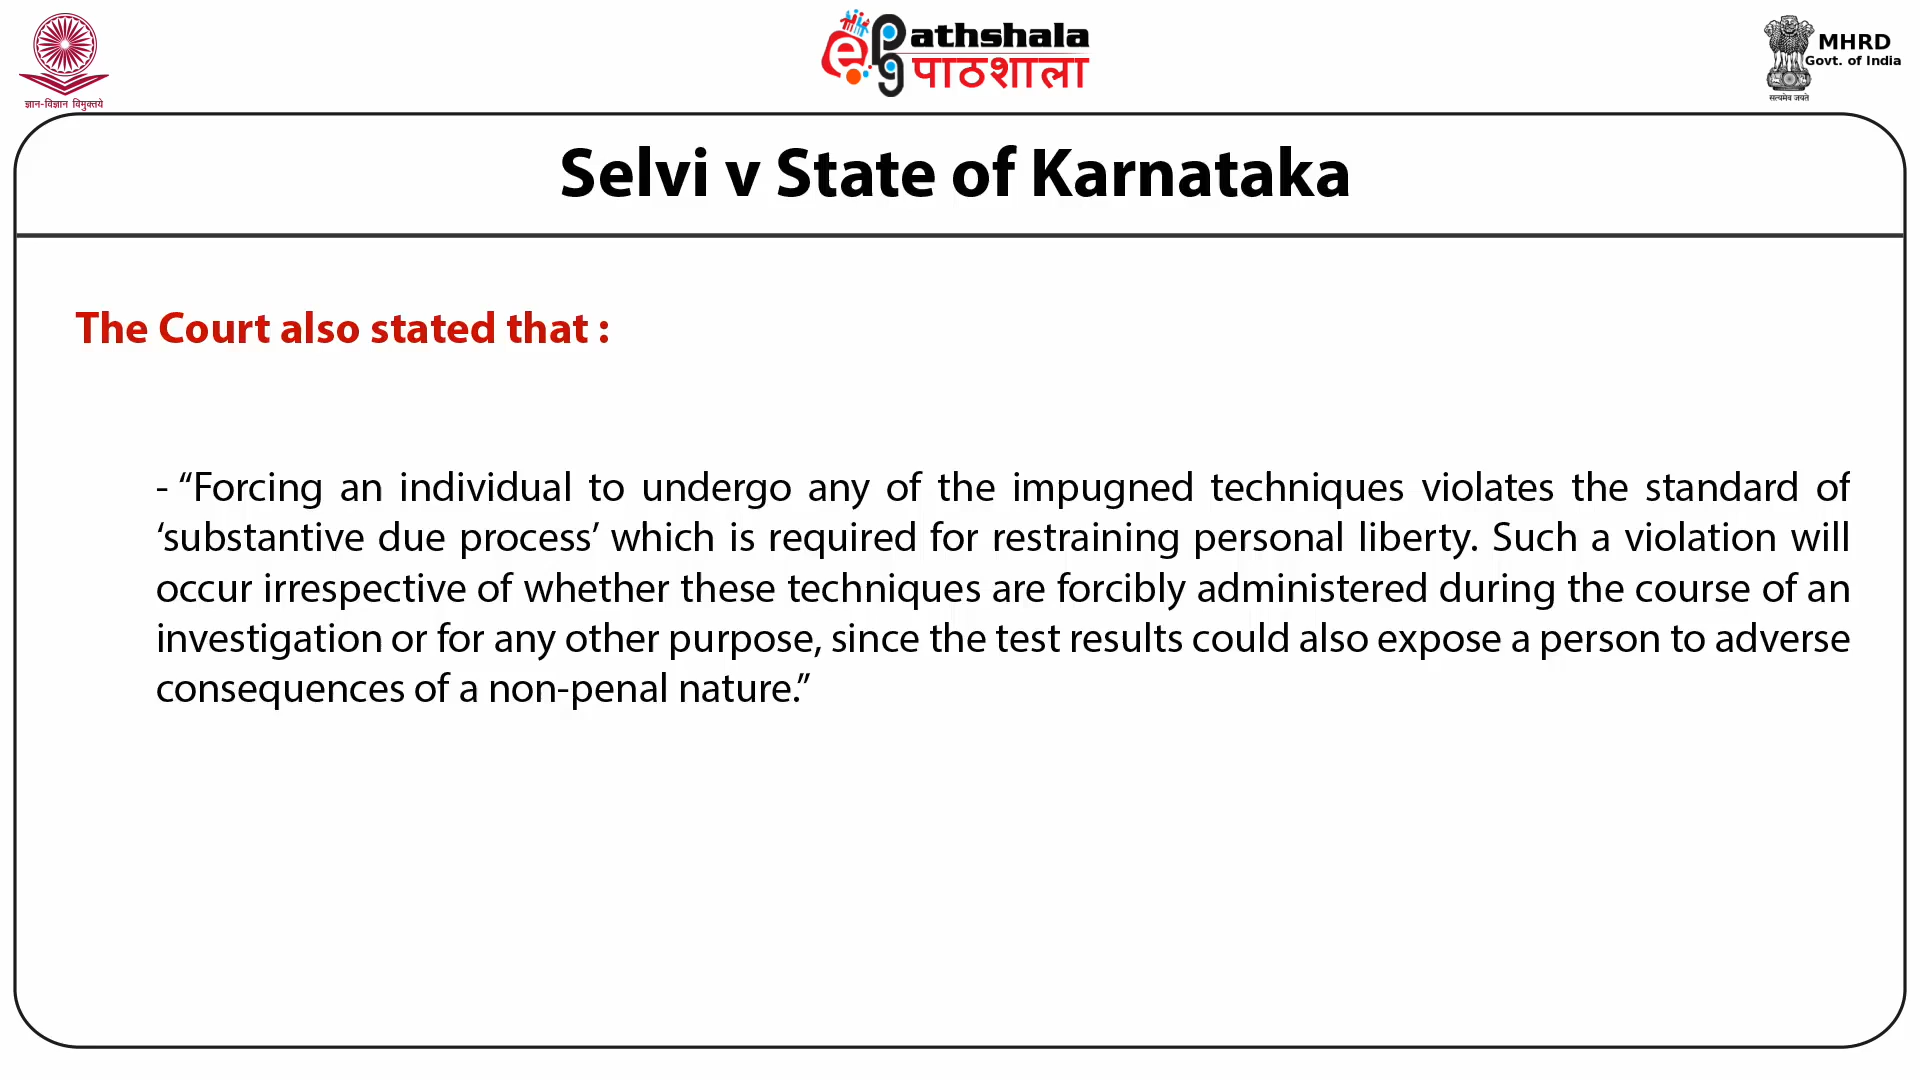 ज्ञान-विज्ञान विमुक्तये
ePG athshala
पाठशाला
MHRD
Govt. of India
सत्यमेव जयते
Selvi v State of Karnataka
The Court also stated that :
- “Forcing an individual to undergo any of the impugned techniques violates the standard of
‘substantive due process’ which is required for restraining personal liberty. Such a violation will
occur irrespective of whether these techniques are forcibly administered during the course of an
investigation or for any other purpose, since the test results could also expose a person to adverse
consequences of a non-penal nature.”